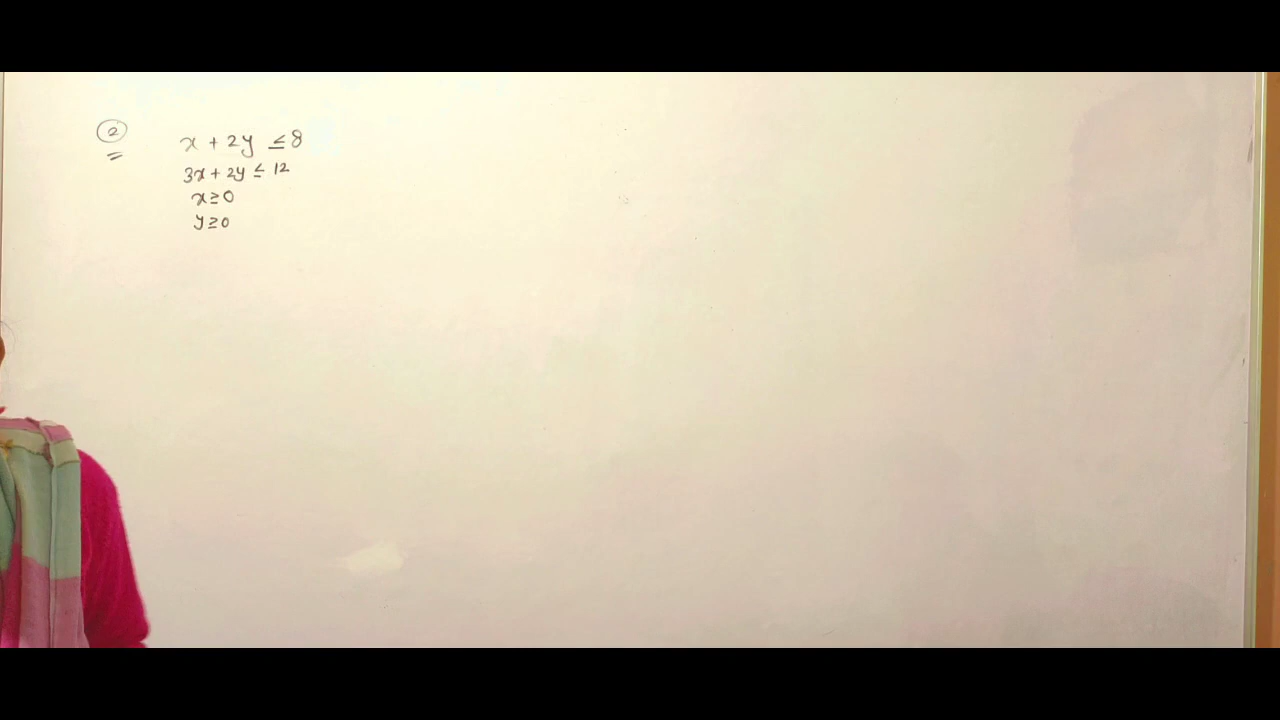 ②
x + 2y ≤ 8
3x + 2y ≤ 12
x ≥ 0
y ≥ 0